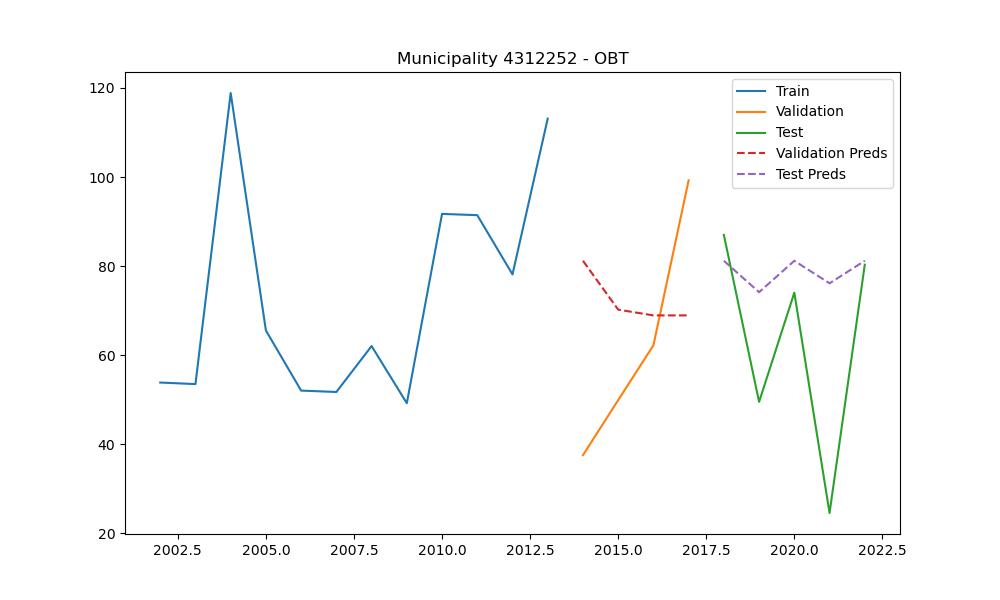 Municipality 4312252 - OBT
Train
Validation
Test
Validation Preds
Test Preds
120
100
80
60
40
20
2002.5 2005.0 2007.5 2010.0 2012.5 2015.0 2017.5 2020.0 2022.5